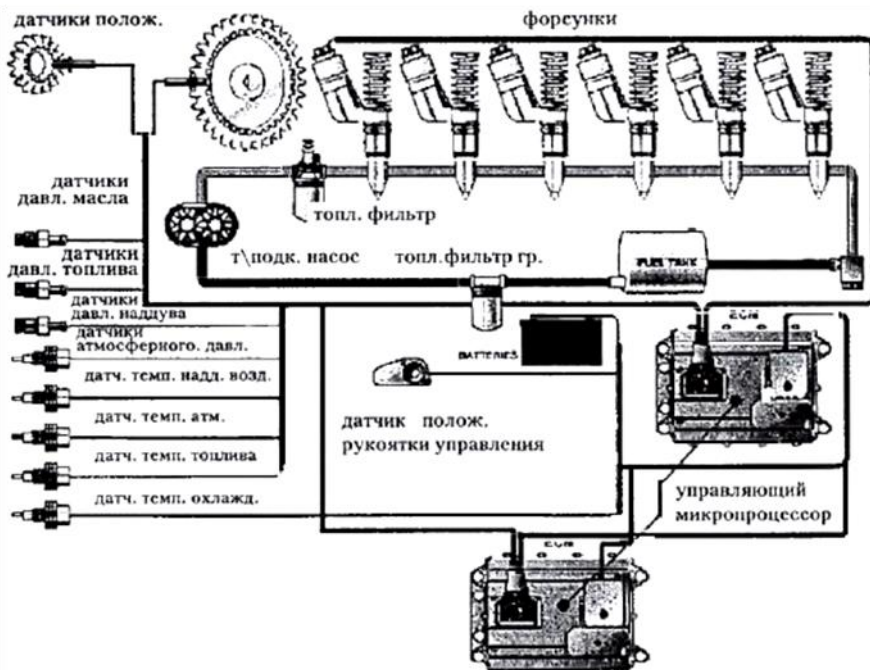 датчики полож.
форсунки
датчики
давл. масла
топл. фильтр
датчики
давл. топлива
т\подк. насос
топл.фильтр гр.
FUEL TANK
датчики
давл. наддува
датчики
атмосферного. давл.
ECM
BATTERIES
датч. темп. надд. возд.
датч. темп. атм.
датчик полож.
рукоятки управления
датч. темп. топлива
датч. темп. охлажд.
управляющий
микропроцессор
ECM